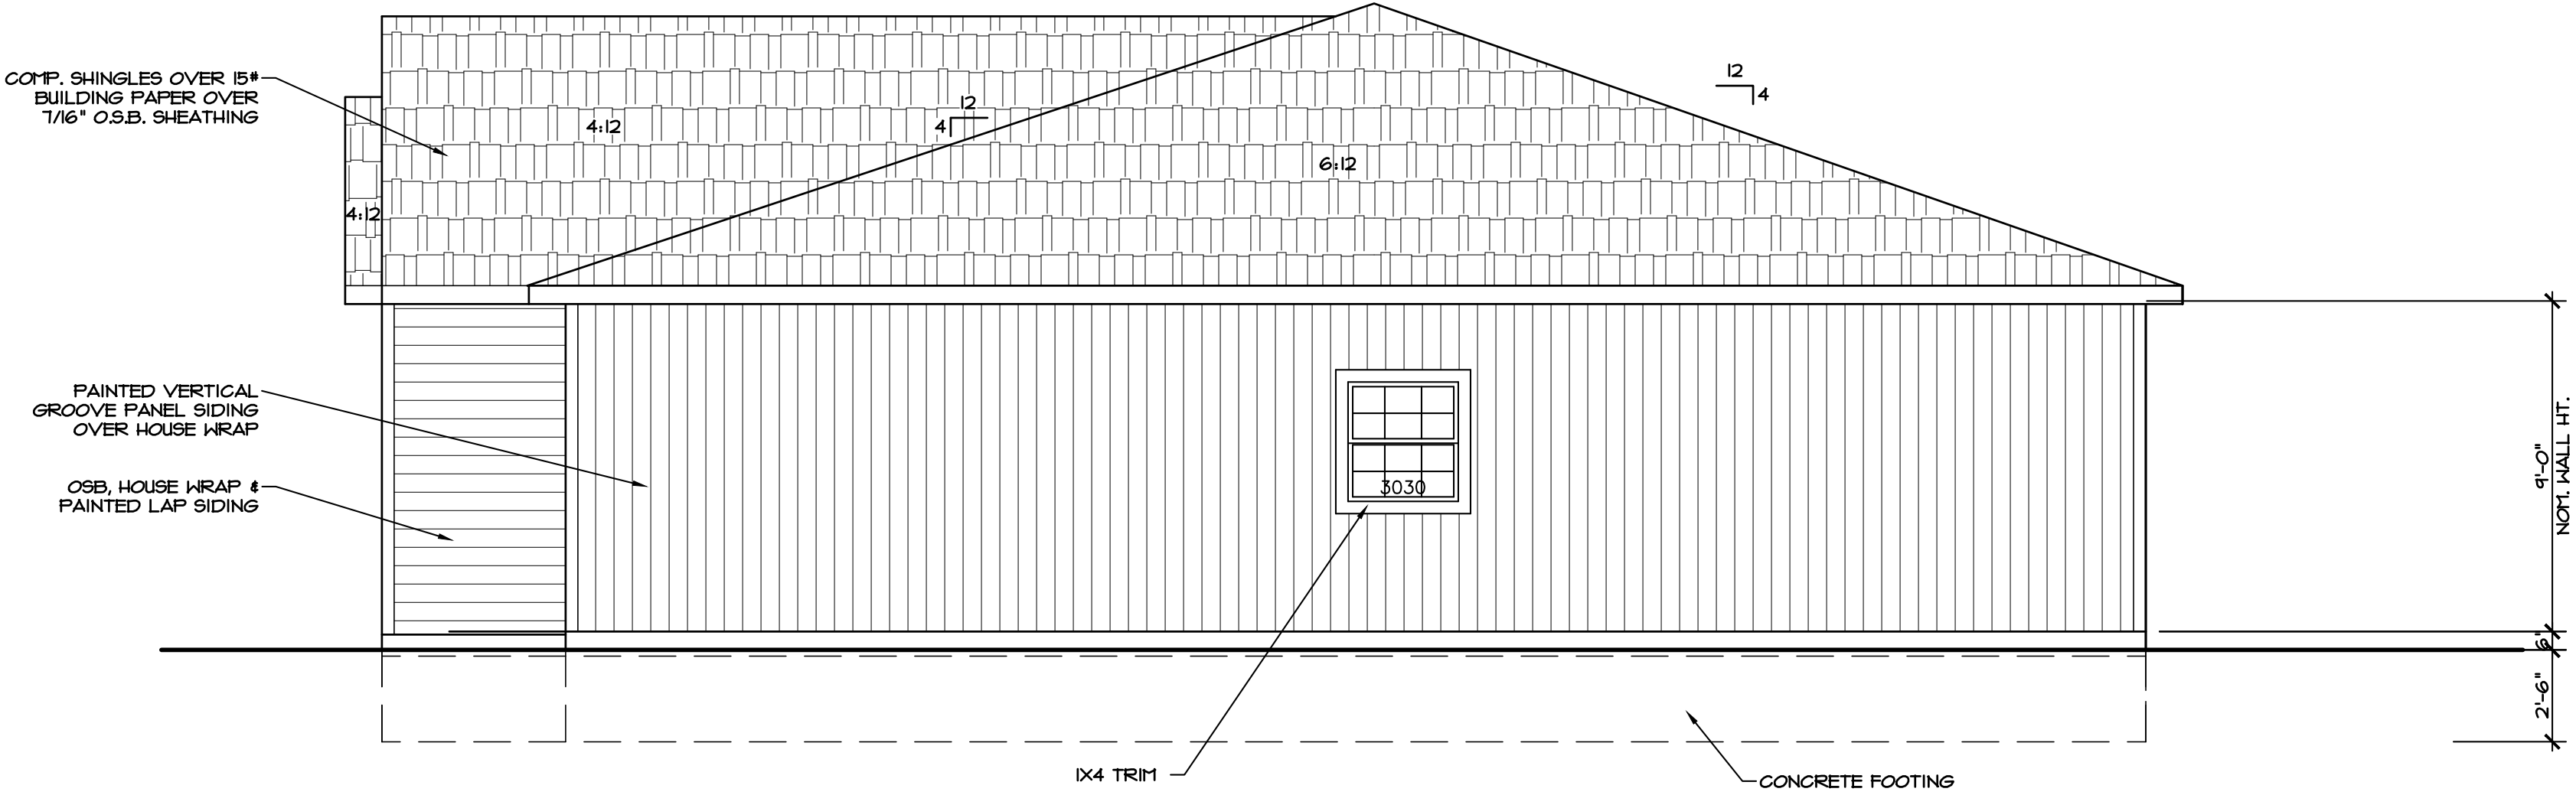 COMP. SHINGLES OVER 15#
BUILDING PAPER OVER
7/16" O.S.B. SHEATHING
4:12
4:12
12
4
6:12
12
4
PAINTED VERTICAL
GROOVE PANEL SIDING
OVER HOUSE WRAP
OSB, HOUSE WRAP &
PAINTED LAP SIDING
3030
1X4 TRIM
CONCRETE FOOTING
9'-0"
NOM. WALL HT.
6"
2'-6"